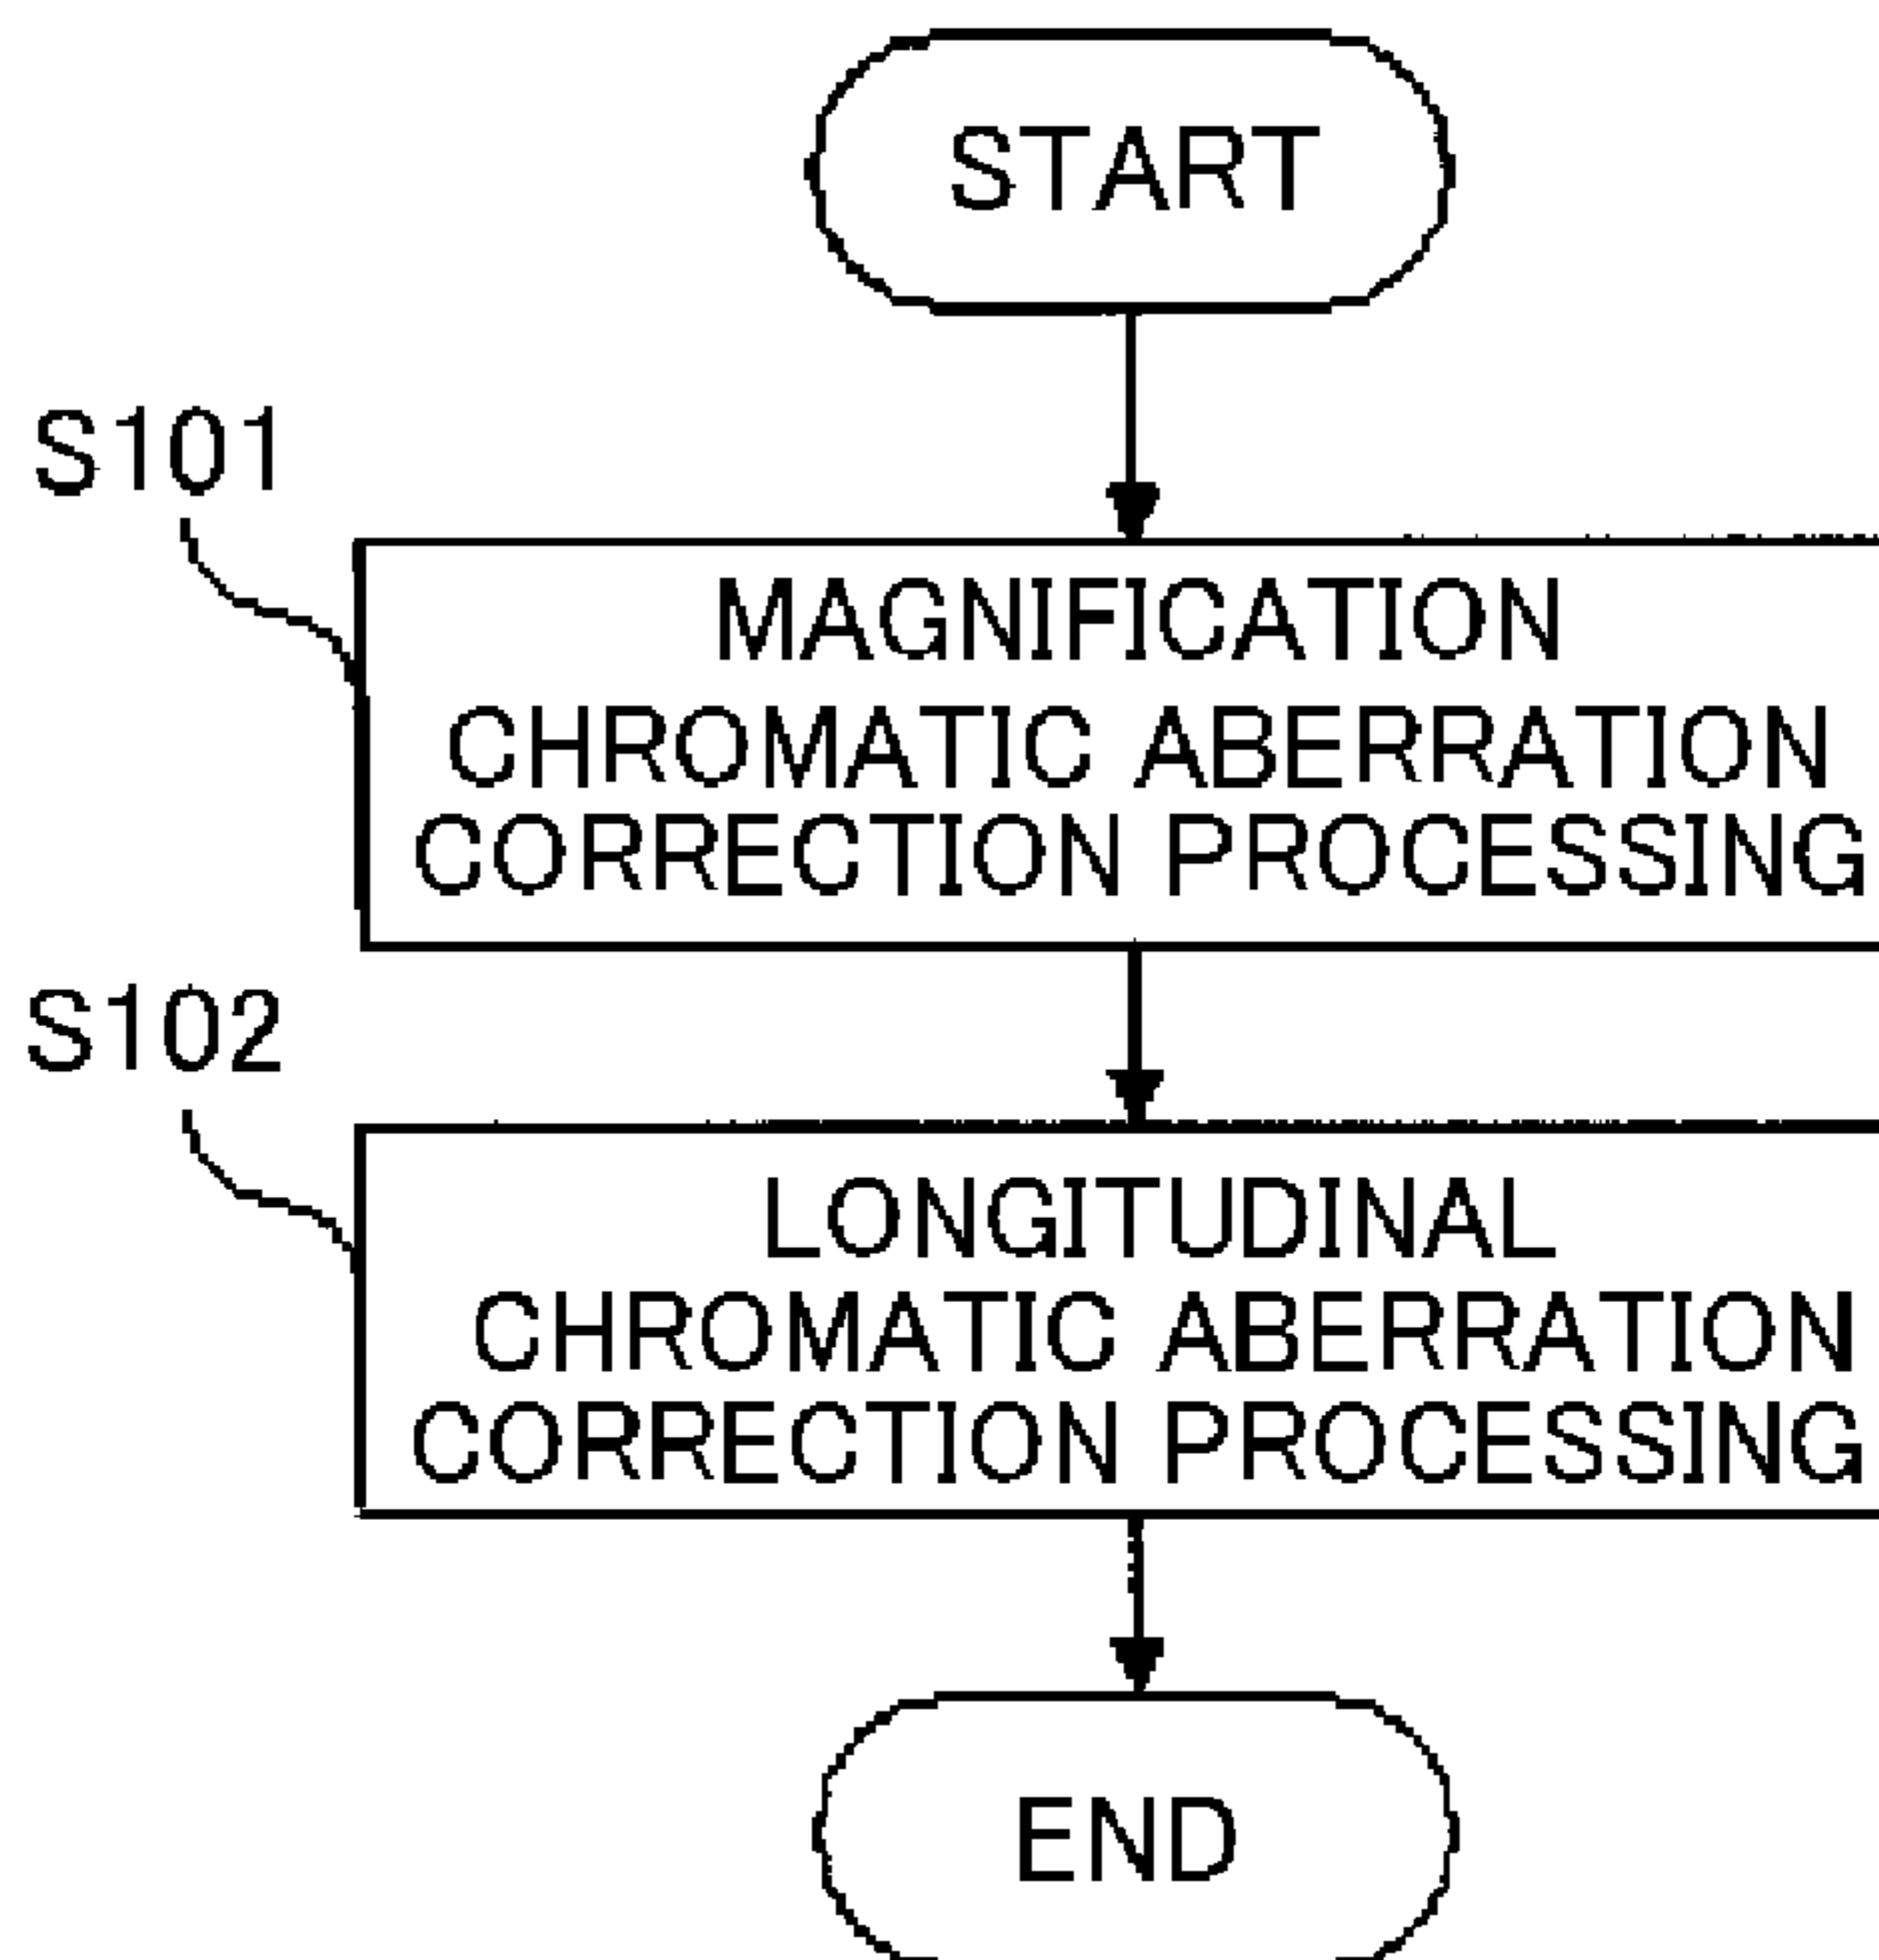 START
S101
MAGNIFICATION
CHROMATIC ABERRATION
CORRECTION PROCESSING
S102
LONGITUDINAL
CHROMATIC ABERRATION
CORRECTION PROCESSING
END